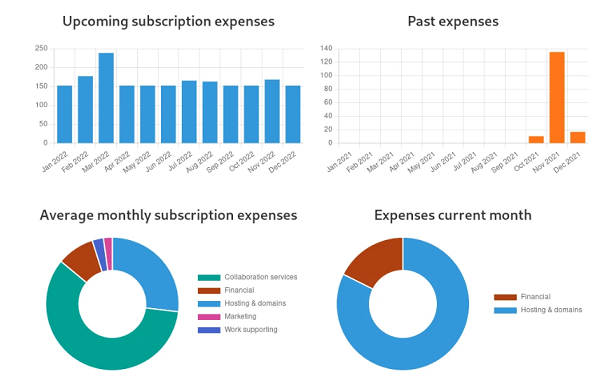 Upcoming subscription expenses
250
200
150
100
50
0
Jan 2022
Feb 2022
Mar 2022
Apr 2022
May 2022
Jun 2022
Jul 2022
Aug 2022
Sep 2022
Oct 2022
Nov 2022
Dec 2022
Past expenses
140
120
100
80
60
40
20
0
Jan 2021
Feb 2021
Mar 2021
Apr 2021
May 2021
Jun 2021
Jul 2021
Aug 2021
Sep 2021
Oct 2021
Nov 2021
Dec 2021
Average monthly subscription expenses
Collaboration services
Financial
Hosting & domains
Marketing
Work supporting
Expenses current month
Financial
Hosting & domains